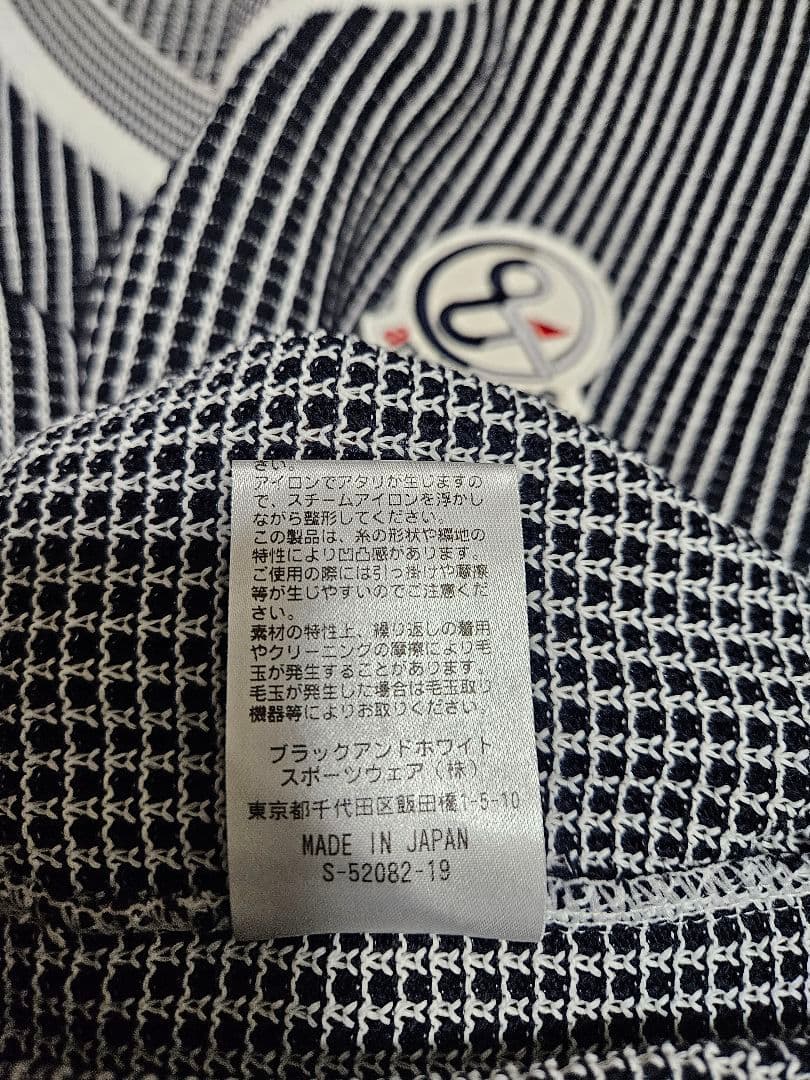 さい。
アイロンでアタリが生じますの
で、スチームアイロンを浮かし
ながら整形してください。
この製品は、糸の形状や編地の
特性により凹凸感があります。
ご使用の際には引っ掛けや摩擦
等が生じやすいのでご注意くだ
さい。
素材の特性上、繰り返しの着用
やクリーニングの摩擦により毛
玉が発生することがあります。
毛玉が発生した場合は毛玉取り
機器等によりお取りください。
ブラックアンドホワイト
スポーツウェア(株)
東京都千代田区飯田橋1-5-10
MADE IN JAPAN
S-52082-19